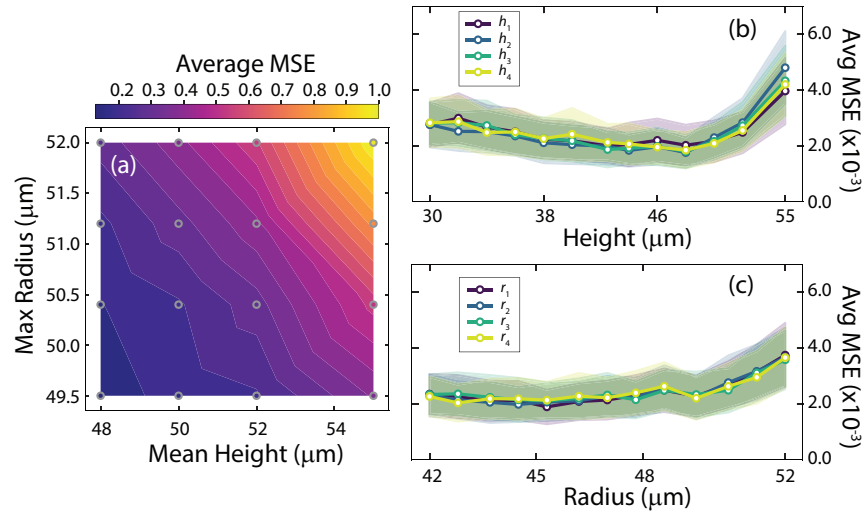 Average MSE
0.2 0.3 0.4 0.5 0.6 0.7 0.8 0.9 1.0
(a)
52.0
51.5
51.0
50.5
50.0
49.5
Max Radius (μm)
48 50 52 54
Mean Height (μm)
(b)
h1
h2
h3
h4
6.0
4.0
2.0
0.0
Avg MSE (x10-3)
30 38 46 55
Height (μm)
(c)
r1
r2
r3
r4
6.0
4.0
2.0
0.0
Avg MSE (x10-3)
42 45 48 52
Radius (μm)